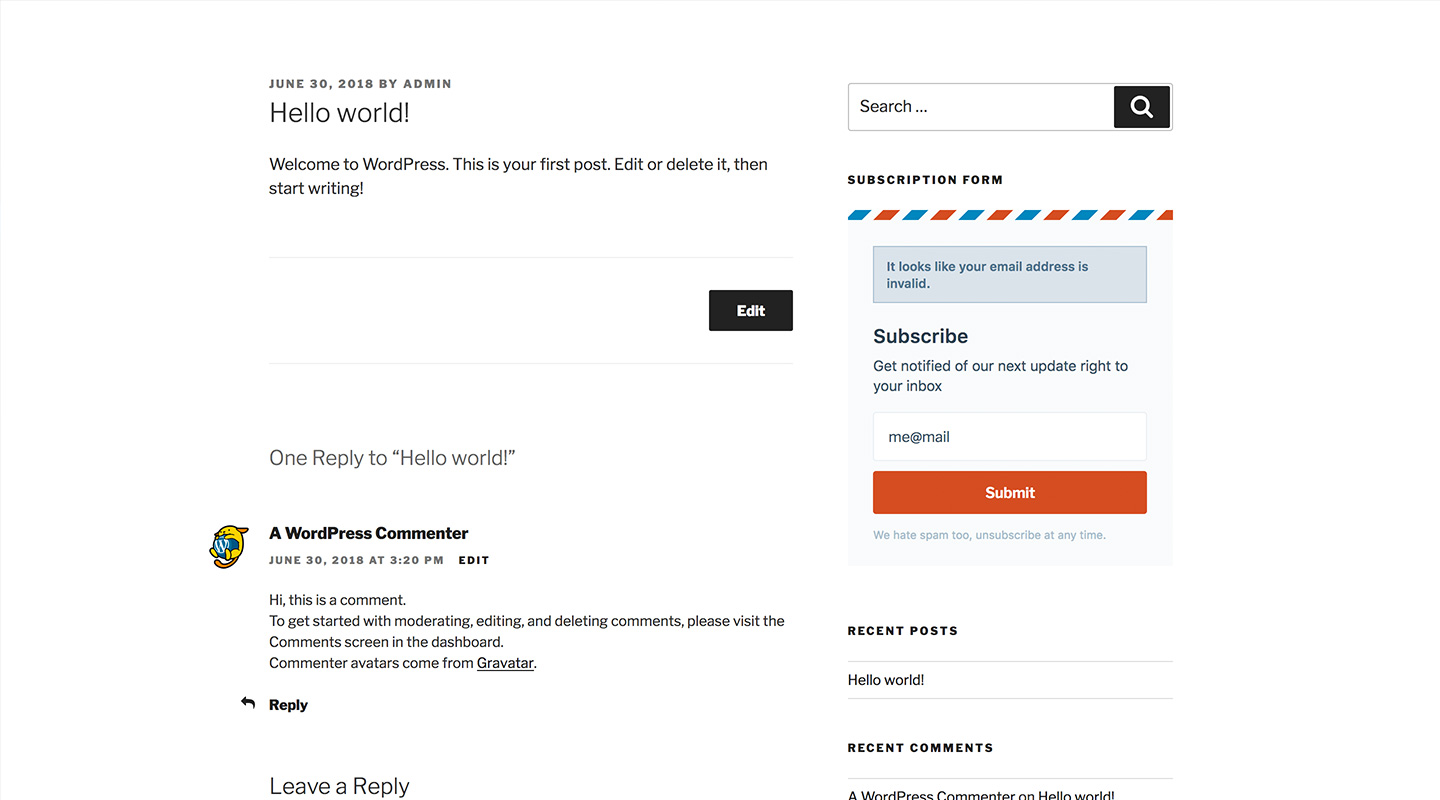 JUNE 30, 2018 BY ADMIN
Hello world!
Welcome to WordPress. This is your first post. Edit or delete it, then
start writing!
Edit
One Reply to “Hello world!”
A WordPress Commenter
JUNE 30, 2018 AT 3:20 PM EDIT
Hi, this is a comment.
To get started with moderating, editing, and deleting comments, please visit the
Comments screen in the dashboard.
Commenter avatars come from Gravatar.
Reply
Leave a Reply
Search …
SUBSCRIPTION FORM
It looks like your email address is
invalid.
Subscribe
Get notified of our next update right to
your inbox
me@mail
Submit
We hate spam too, unsubscribe at any time.
RECENT POSTS
Hello world!
RECENT COMMENTS
A WordPress Commenter on Hello world!